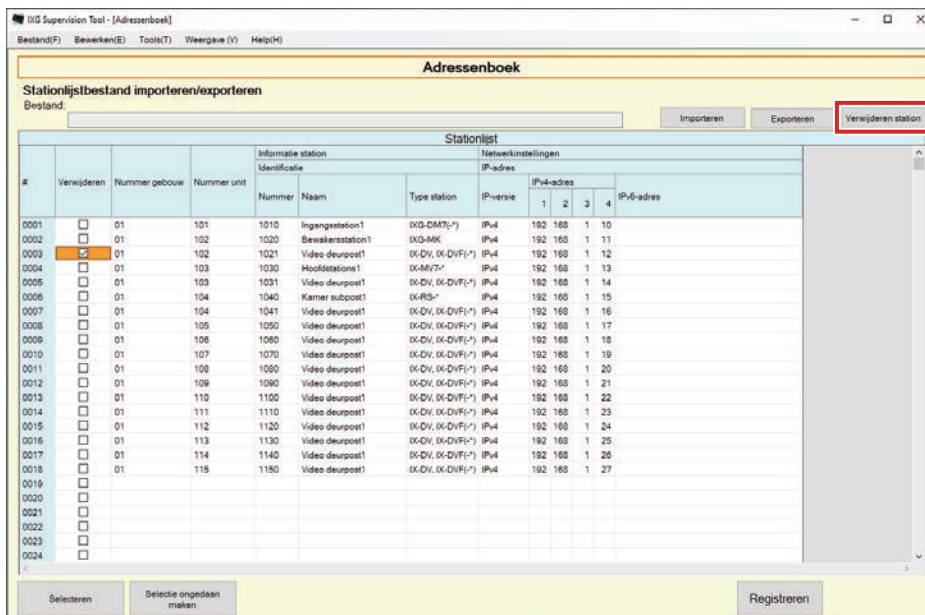 IXG Supervision Tool - [Adressenboek]
Bestand(F) Bewerken(E) Tools(T) Weergave (V) Help(H)
Adressenboek
Stationlijstbestand importeren/exporteren
Bestand:
Importeren Exporteren Verwijderen station
Stationlijst
Informatie station Netwerkinstellingen
Identificatie IP-adres
# Verwijderen Nummer gebouw Nummer unit Nummer Naam Type station IP-versie IPv4-adres IPv6-adres
1 2 3 4
0001 01 101 1010 Ingangsstation1 IXG-DM7(-*) IPv4 192 168 1 10
0002 01 102 1020 Bewakersstation1 IXG-MK IPv4 192 168 1 11
0003 01 102 1021 Video deurpost1 IX-DV, IX-DVF(-*) IPv4 192 168 1 12
0004 01 103 1030 Hoofdstations1 IX-MV7-* IPv4 192 168 1 13
0005 01 103 1031 Video deurpost1 IX-DV, IX-DVF(-*) IPv4 192 168 1 14
0006 01 104 1040 Kamer subpost1 IX-RS-* IPv4 192 168 1 15
0007 01 104 1041 Video deurpost1 IX-DV, IX-DVF(-*) IPv4 192 168 1 16
0008 01 105 1050 Video deurpost1 IX-DV, IX-DVF(-*) IPv4 192 168 1 17
0009 01 106 1060 Video deurpost1 IX-DV, IX-DVF(-*) IPv4 192 168 1 18
0010 01 107 1070 Video deurpost1 IX-DV, IX-DVF(-*) IPv4 192 168 1 19
0011 01 108 1080 Video deurpost1 IX-DV, IX-DVF(-*) IPv4 192 168 1 20
0012 01 109 1090 Video deurpost1 IX-DV, IX-DVF(-*) IPv4 192 168 1 21
0013 01 110 1100 Video deurpost1 IX-DV, IX-DVF(-*) IPv4 192 168 1 22
0014 01 111 1110 Video deurpost1 IX-DV, IX-DVF(-*) IPv4 192 168 1 23
0015 01 112 1120 Video deurpost1 IX-DV, IX-DVF(-*) IPv4 192 168 1 24
0016 01 113 1130 Video deurpost1 IX-DV, IX-DVF(-*) IPv4 192 168 1 25
0017 01 114 1140 Video deurpost1 IX-DV, IX-DVF(-*) IPv4 192 168 1 26
0018 01 115 1150 Video deurpost1 IX-DV, IX-DVF(-*) IPv4 192 168 1 27
0019
0020
0021
0022
0023
0024
Selecteren Selectie ongedaan maken Registreren